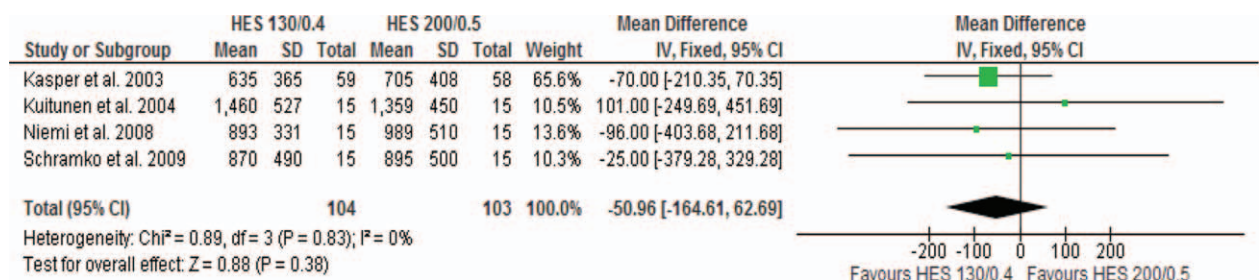 HES 130/0.4 HES 200/0.5 Mean Difference Mean Difference
Study or Subgroup Mean SD Total Mean SD Total Weight IV, Fixed, 95% CI IV, Fixed, 95% CI
Kasper et al. 2003 635 365 59 705 408 58 65.6% -70.00 [-210.35, 70.35]
Kuitunen et al. 2004 1,460 527 15 1,359 450 15 10.5% 101.00 [-249.69, 451.69]
Niemi et al. 2008 893 331 15 989 510 15 13.6% -96.00 [-403.68, 211.68]
Schramko et al. 2009 870 490 15 895 500 15 10.3% -25.00 [-379.28, 329.28]
Total (95% CI) 104 103 100.0% -50.96 [-164.61, 62.69]
Heterogeneity: Chi² = 0.89, df = 3 (P = 0.83); I² = 0%
Test for overall effect: Z = 0.88 (P = 0.38)
-200 -100 0 100 200
Favours HES 130/0.4 Favours HES 200/0.5